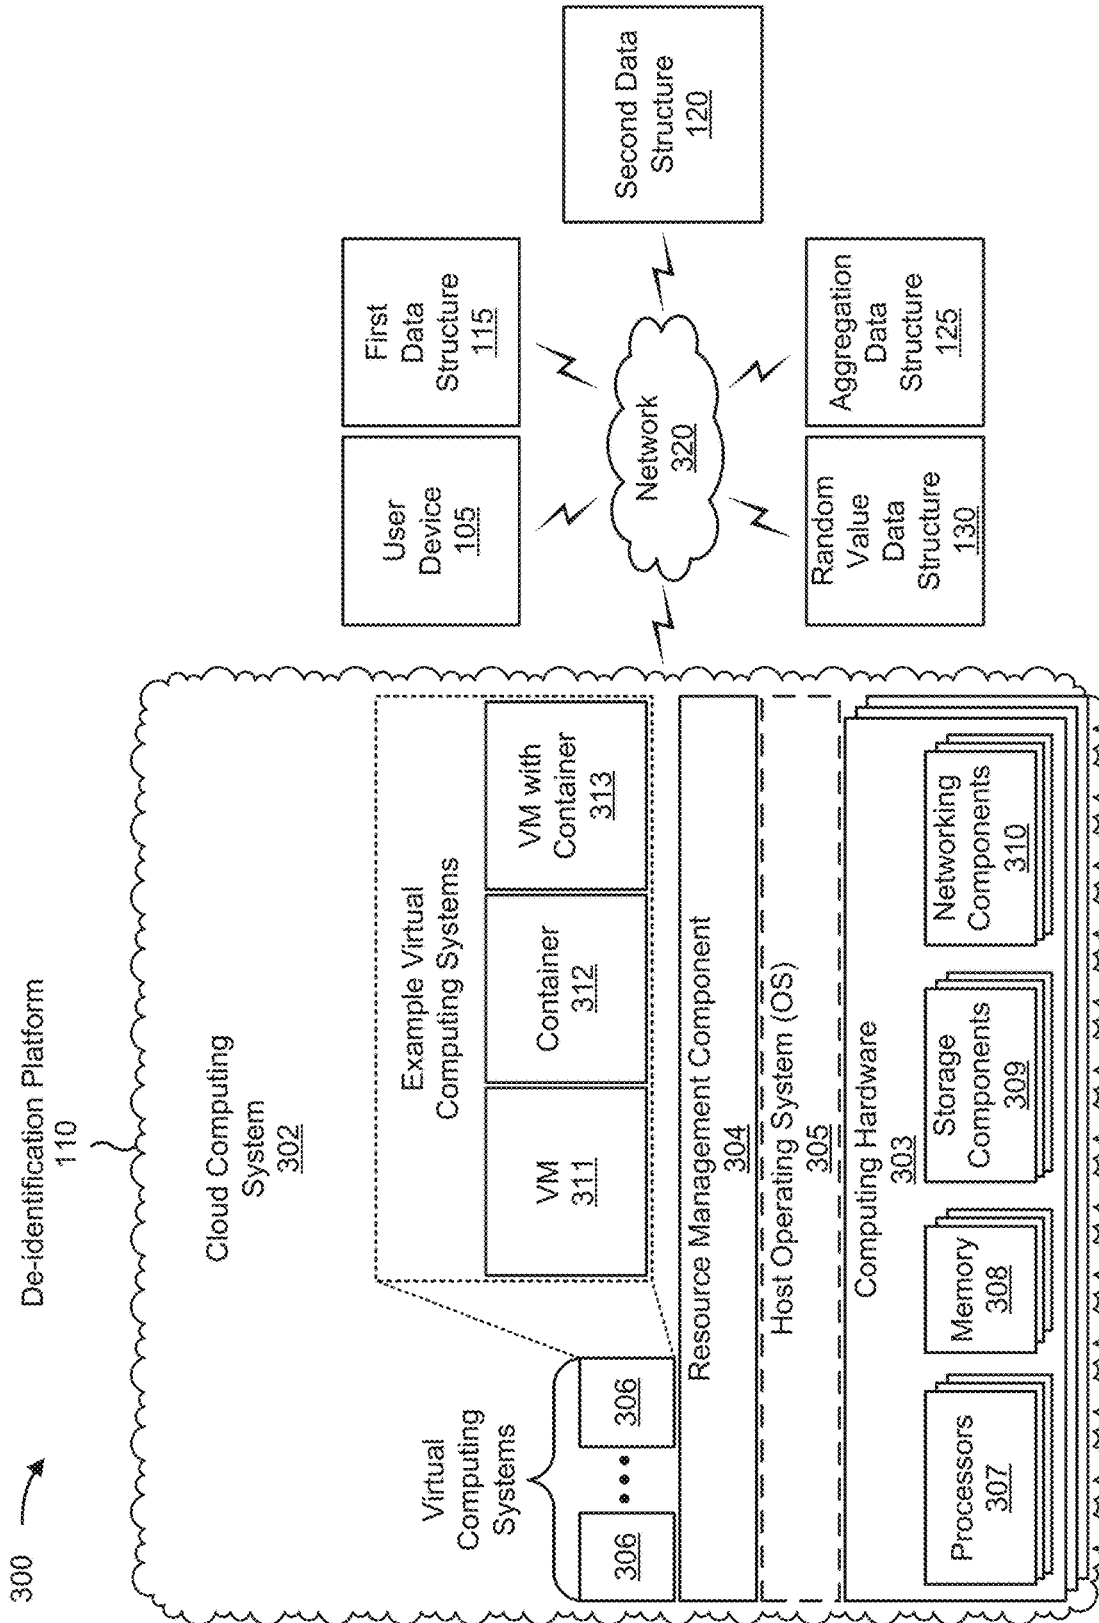 300
De-identification Platform
110
Cloud Computing
System
302
Virtual
Computing
Systems
306
306
Example Virtual
Computing Systems
VM
311
Container
312
VM with
Container
313
Resource Management Component
304
Host Operating System (OS)
305
Computing Hardware
303
Processors
307
Memory
308
Storage
Components
309
Networking
Components
310
User
Device
105
First
Data
Structure
115
Network
320
Second Data
Structure
120
Random
Value
Data
Structure
130
Aggregation
Data
Structure
125